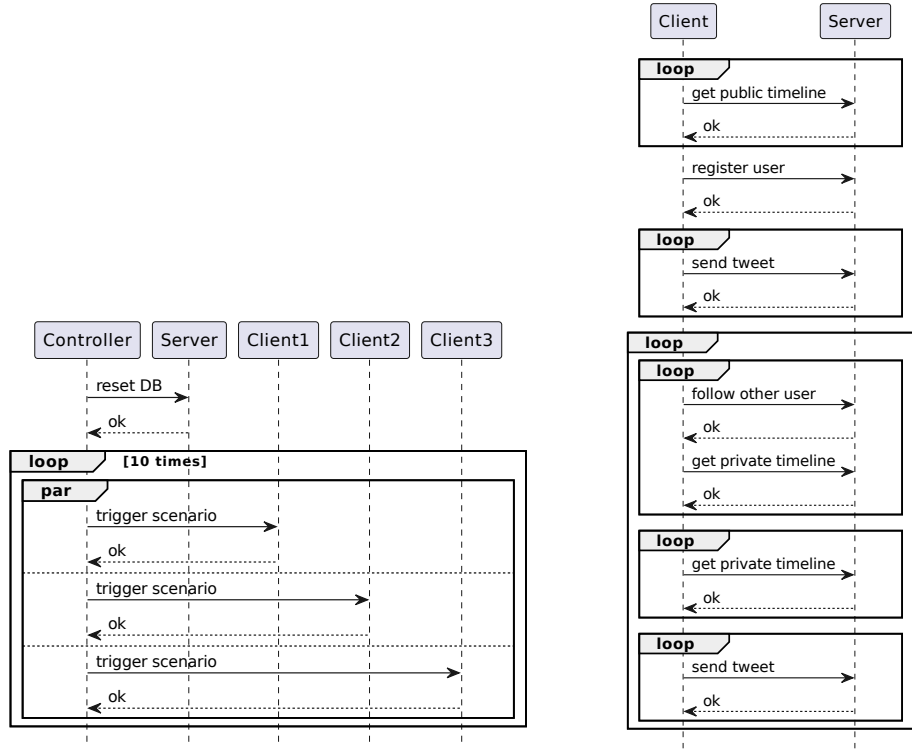 Controller
Server
Client1
Client2
Client3
reset DB
ok
loop
[10 times]
par
trigger scenario
ok
trigger scenario
ok
trigger scenario
ok
Client
Server
loop
get public timeline
ok
register user
ok
loop
send tweet
ok
loop
loop
follow other user
ok
get private timeline
ok
loop
get private timeline
ok
loop
send tweet
ok